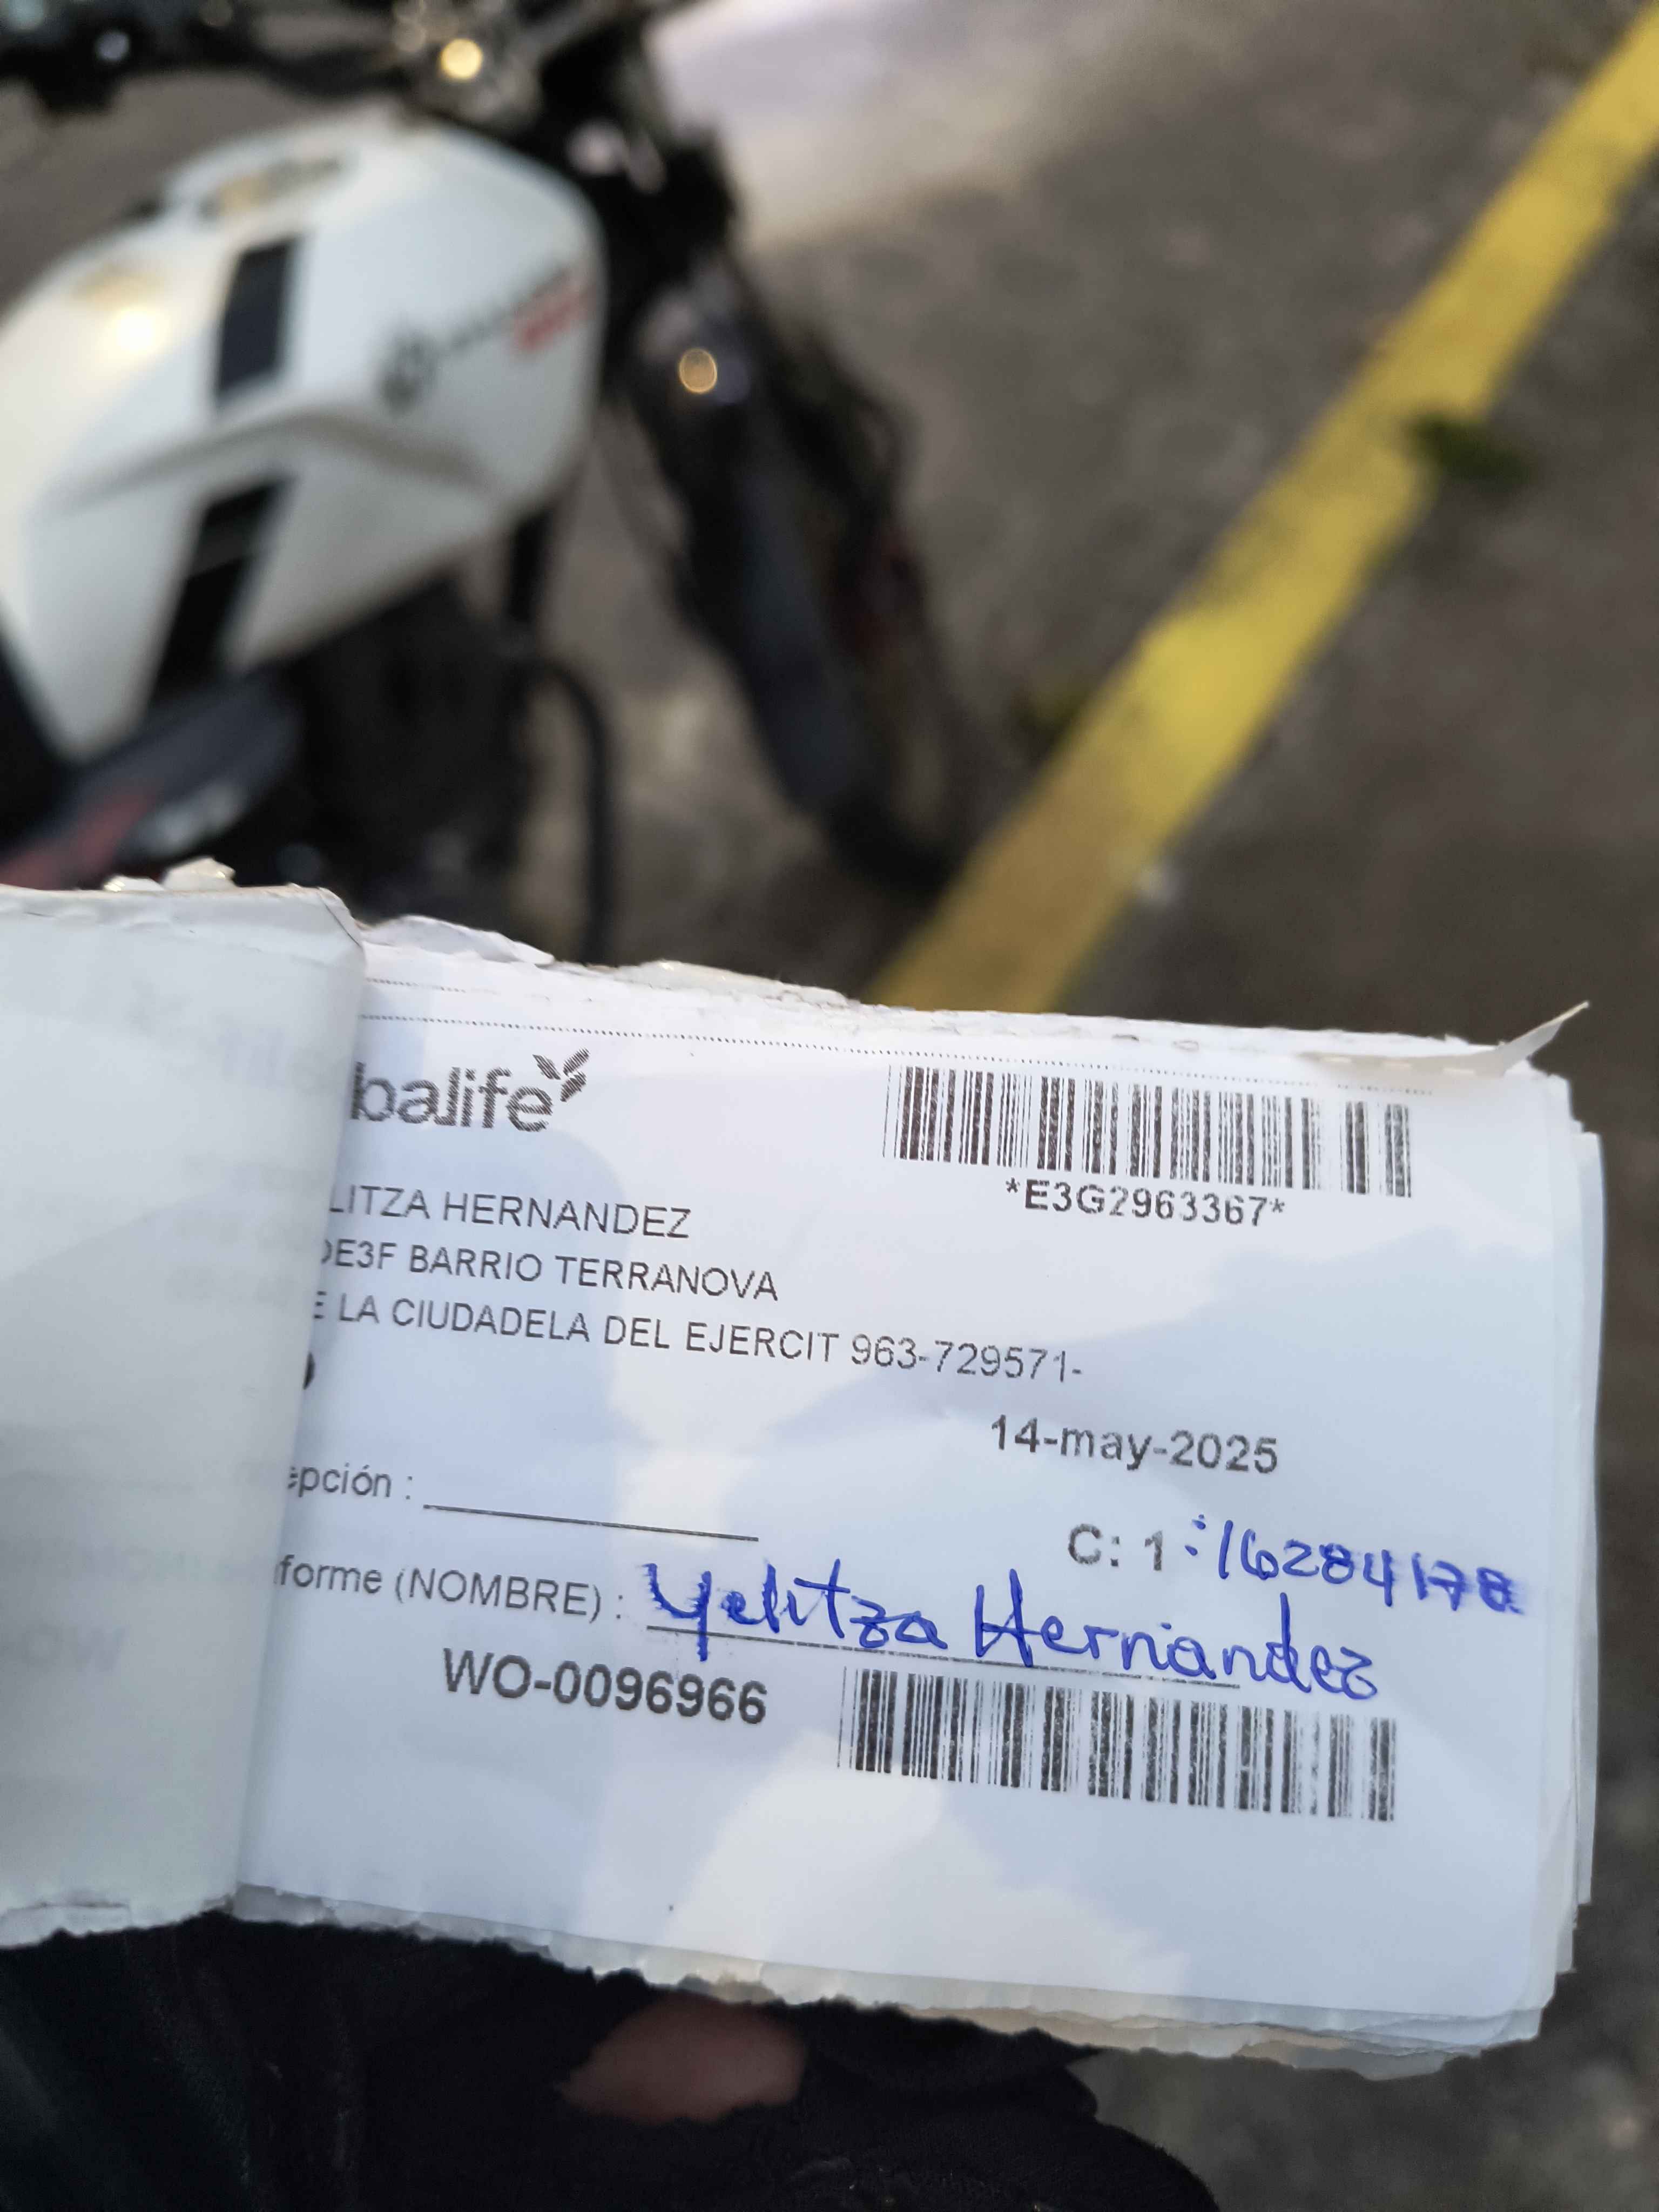 balife
*E3G2963367*
LITZA HERNANDEZ
DE3F BARRIO TERRANOVA
E LA CIUDADELA DEL EJERCIT 963-729571-
14-may-2025
epción :
C: 1 : 16284178
forme (NOMBRE) : Yelitza Hernandez
WO-0096966